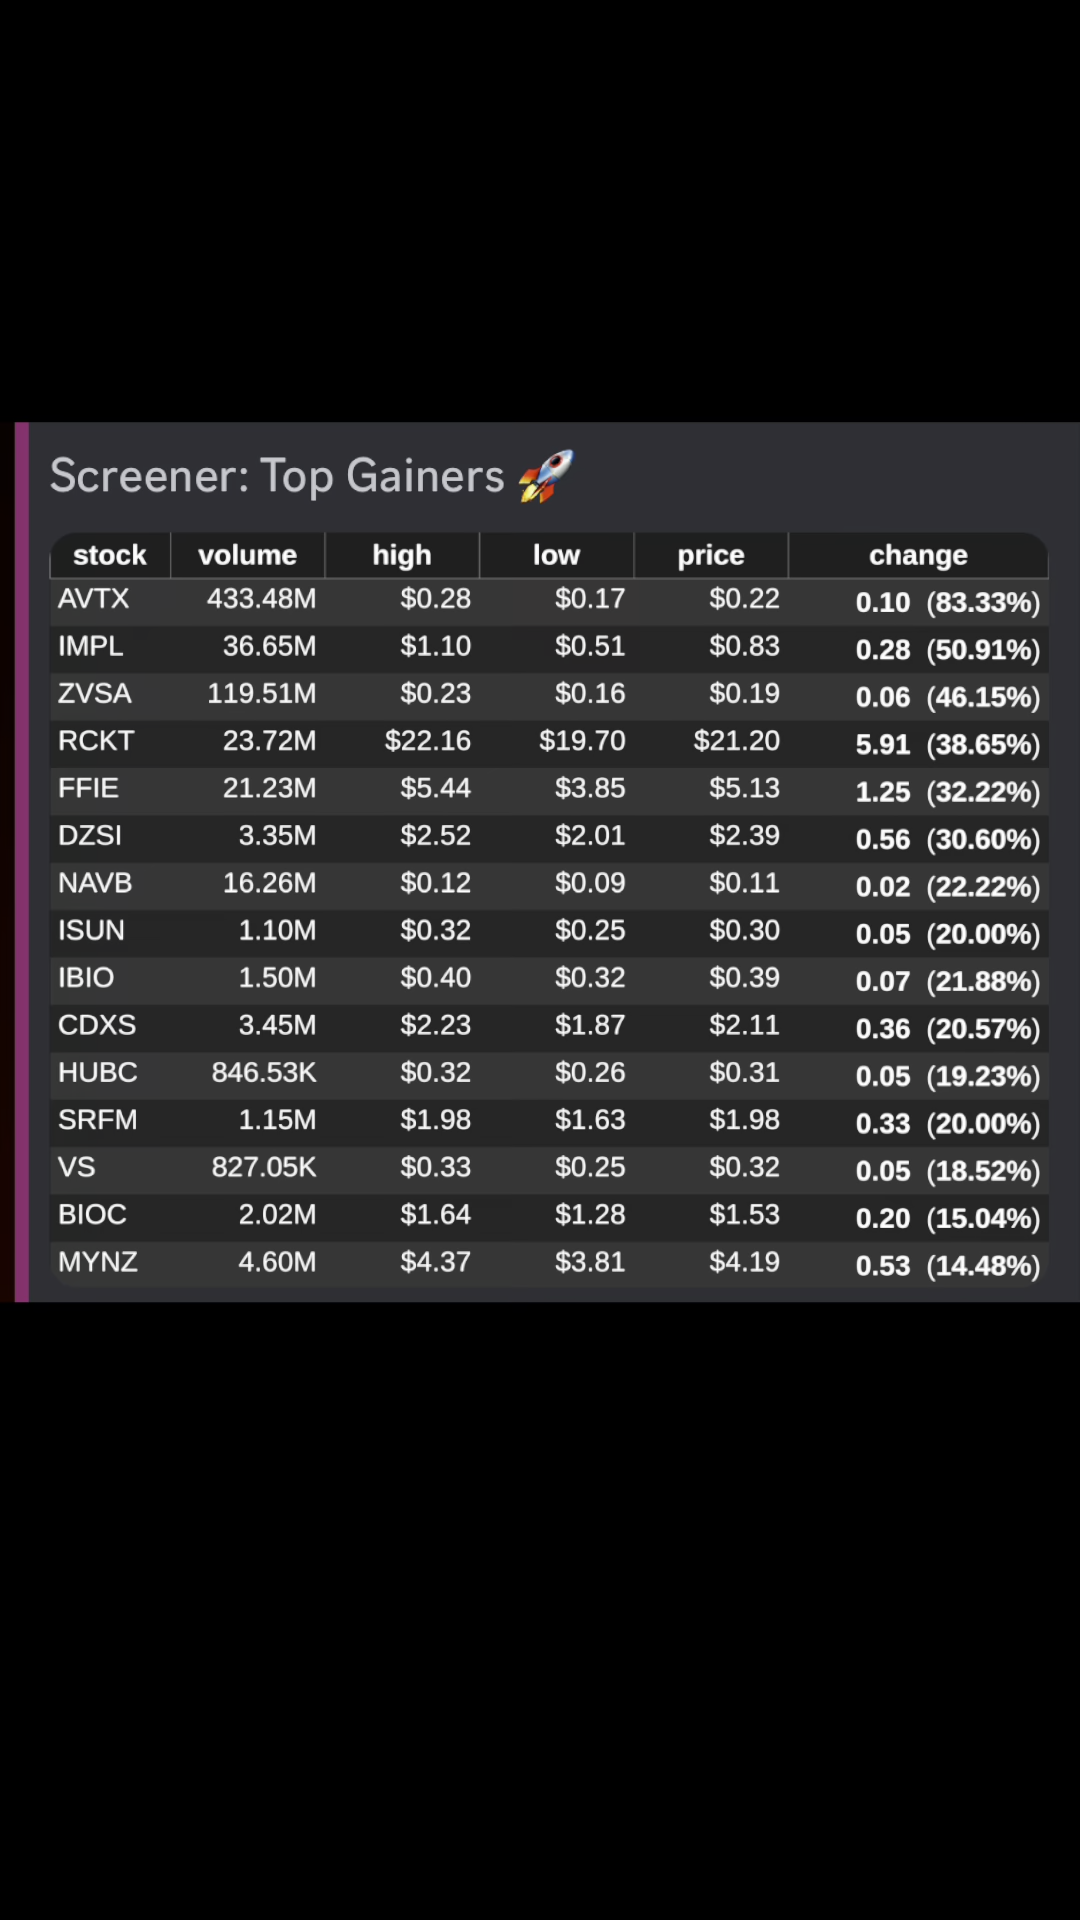 Screener: Top Gainers 🚀
stock volume high low price change
AVTX 433.48M $0.28 $0.17 $0.22 0.10 (83.33%)
IMPL 36.65M $1.10 $0.51 $0.83 0.28 (50.91%)
ZVSA 119.51M $0.23 $0.16 $0.19 0.06 (46.15%)
RCKT 23.72M $22.16 $19.70 $21.20 5.91 (38.65%)
FFIE 21.23M $5.44 $3.85 $5.13 1.25 (32.22%)
DZSI 3.35M $2.52 $2.01 $2.39 0.56 (30.60%)
NAVB 16.26M $0.12 $0.09 $0.11 0.02 (22.22%)
ISUN 1.10M $0.32 $0.25 $0.30 0.05 (20.00%)
IBIO 1.50M $0.40 $0.32 $0.39 0.07 (21.88%)
CDXS 3.45M $2.23 $1.87 $2.11 0.36 (20.57%)
HUBC 846.53K $0.32 $0.26 $0.31 0.05 (19.23%)
SRFM 1.15M $1.98 $1.63 $1.98 0.33 (20.00%)
VS 827.05K $0.33 $0.25 $0.32 0.05 (18.52%)
BIOC 2.02M $1.64 $1.28 $1.53 0.20 (15.04%)
MYNZ 4.60M $4.37 $3.81 $4.19 0.53 (14.48%)